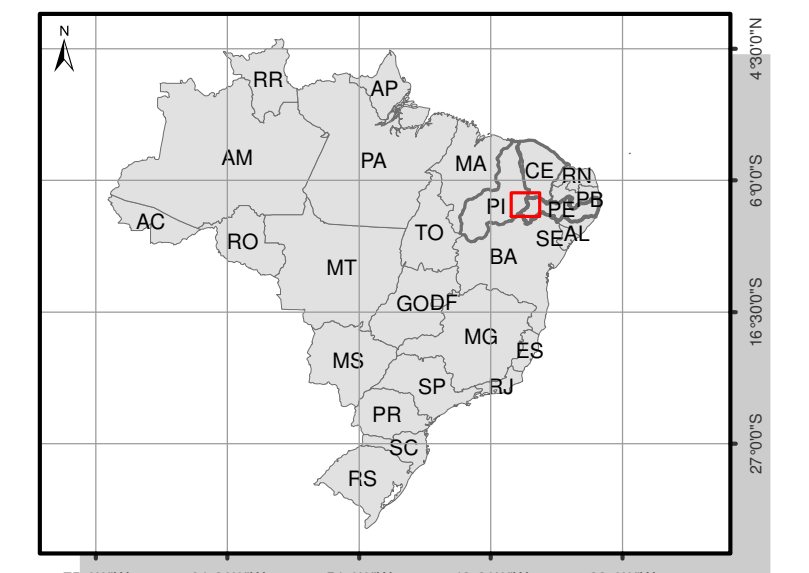 N
4°30'0"N
RR
AP
AM
PA
MA
CE
RN
6°0'0"S
PI
PE
PB
AC
RO
TO
SE
AL
BA
MT
GO
DF
16°30'0"S
MG
MS
ES
SP
RJ
PR
27°0'0"S
SC
RS